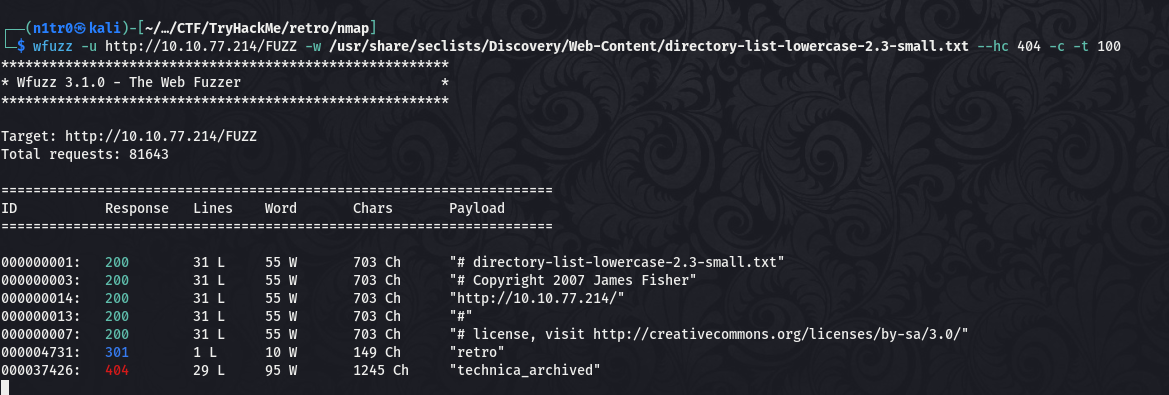 ┌──(n1tr0㉿kali)-[~/…/CTF/TryHackMe/retro/nmap]
└─$ wfuzz -u http://10.10.77.214/FUZZ -w /usr/share/seclists/Discovery/Web-Content/directory-list-lowercase-2.3-small.txt --hc 404 -c -t 100
********************************************************
* Wfuzz 3.1.0 - The Web Fuzzer                         *
********************************************************

Target: http://10.10.77.214/FUZZ
Total requests: 81643

=====================================================================
ID           Response   Lines    Word       Chars       Payload
=====================================================================

000000001:   200        31 L     55 W       703 Ch      "# directory-list-lowercase-2.3-small.txt"
000000003:   200        31 L     55 W       703 Ch      "# Copyright 2007 James Fisher"
000000014:   200        31 L     55 W       703 Ch      "http://10.10.77.214/"
000000013:   200        31 L     55 W       703 Ch      "#"
000000007:   200        31 L     55 W       703 Ch      "# license, visit http://creativecommons.org/licenses/by-sa/3.0/"
000004731:   301        1 L      10 W       149 Ch      "retro"
000037426:   404        29 L     95 W       1245 Ch     "technica_archived"